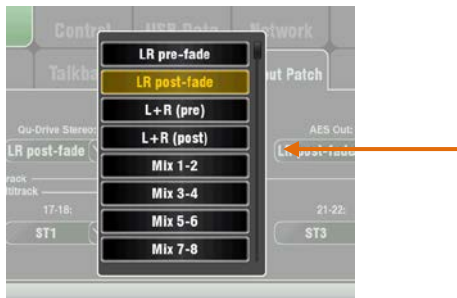 Control USB Data Network
Talkba ut Patch
LR pre-fade
LR post-fade
L+R (pre)
L+R (post)
Mix 1-2
Mix 3-4
Mix 5-6
Mix 7-8
Qu-Drive Stereo:
AES Out:
LR post-fade
LR post-fade
rack
titrack
17-18:
21-22:
ST1
ST3